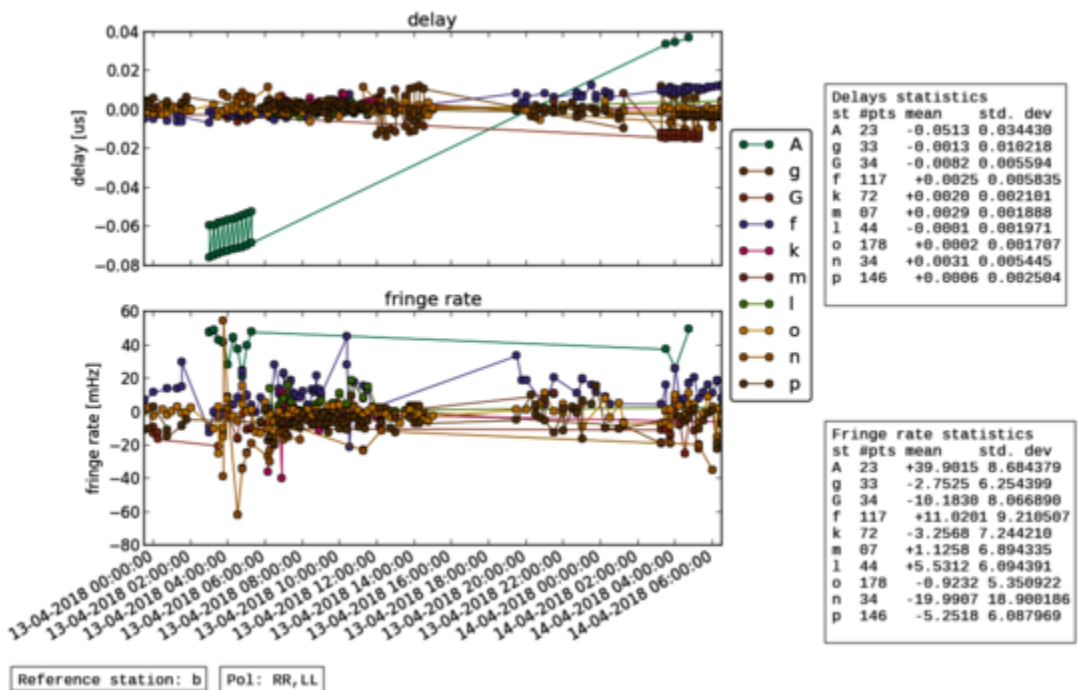 delay
0.04
0.02
0.00
−0.02
−0.04
−0.06
−0.08
delay [us]
fringe rate
60
40
20
0
−20
−40
−60
−80
fringe rate [mHz]
13-04-2018 00:00:00
13-04-2018 02:00:00
13-04-2018 04:00:00
13-04-2018 06:00:00
13-04-2018 08:00:00
13-04-2018 10:00:00
13-04-2018 12:00:00
13-04-2018 14:00:00
13-04-2018 16:00:00
13-04-2018 18:00:00
13-04-2018 20:00:00
13-04-2018 22:00:00
14-04-2018 00:00:00
14-04-2018 02:00:00
14-04-2018 04:00:00
14-04-2018 06:00:00
A
g
G
f
k
m
l
o
n
p
Delays statistics
st #pts mean std. dev
A 23 -0.0513 0.034430
g 33 -0.0013 0.010218
G 34 -0.0082 0.005594
f 117 +0.0025 0.005835
k 72 +0.0020 0.002101
m 07 +0.0029 0.001888
l 44 -0.0001 0.001971
o 178 +0.0002 0.001707
n 34 +0.0031 0.005445
p 146 +0.0006 0.002504
Fringe rate statistics
st #pts mean std. dev
A 23 +39.9015 8.684379
g 33 -2.7525 6.254399
G 34 -10.1830 8.066890
f 117 +11.0201 9.210507
k 72 -3.2568 7.244210
m 07 +1.1258 6.894335
l 44 +5.5312 6.094391
o 178 -0.9232 5.350922
n 34 -19.9907 18.900186
p 146 -5.2518 6.087969
Reference station: b
Pol: RR,LL